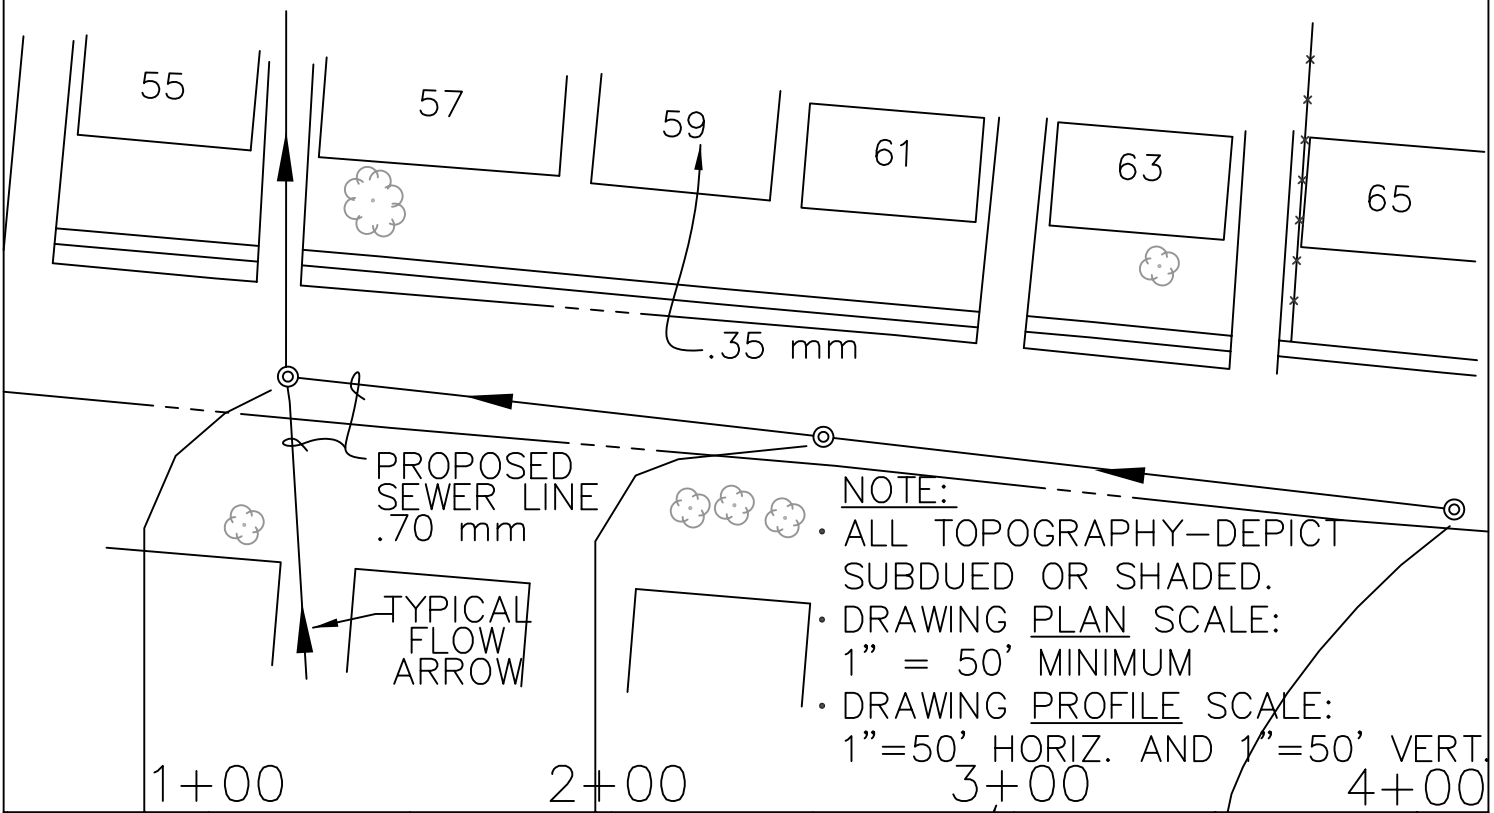 55
57
59
61
63
65
.35 mm
PROPOSED
SEWER LINE
.70 mm
TYPICAL
FLOW
ARROW
NOTE:
· ALL TOPOGRAPHY-DEPICT
SUBDUED OR SHADED.
· DRAWING PLAN SCALE:
1" = 50' MINIMUM
· DRAWING PROFILE SCALE:
1"=50' HORIZ. AND 1"=50' VERT.
1+00 2+00 3+00 4+00